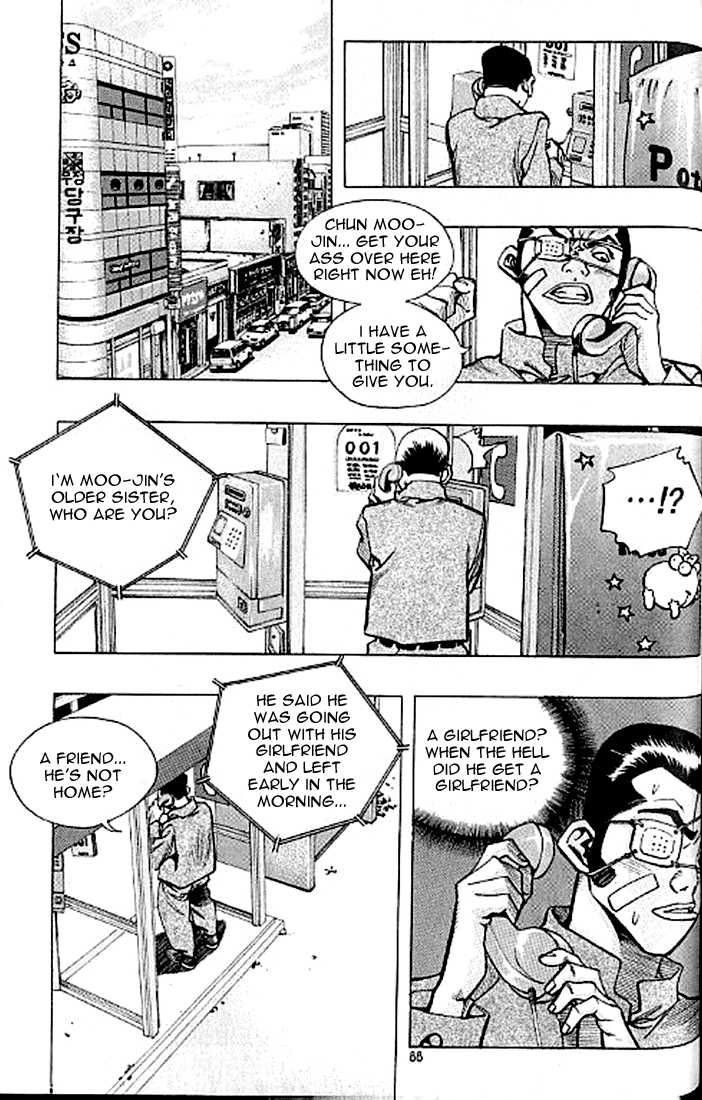 당구장
001
Pot
CHUN MOO-
JIN... GET YOUR
ASS OVER HERE
RIGHT NOW EH!
I HAVE A
LITTLE SOME-
THING TO
GIVE YOU.
I'M MOO-JIN'S
OLDER SISTER,
WHO ARE YOU?
001
...!?
A FRIEND...
HE'S NOT
HOME?
HE SAID HE
WAS GOING
OUT WITH HIS
GIRLFRIEND
AND LEFT
EARLY IN THE
MORNING...
A GIRLFRIEND?
WHEN THE HELL
DID HE GET A
GIRLFRIEND?
88